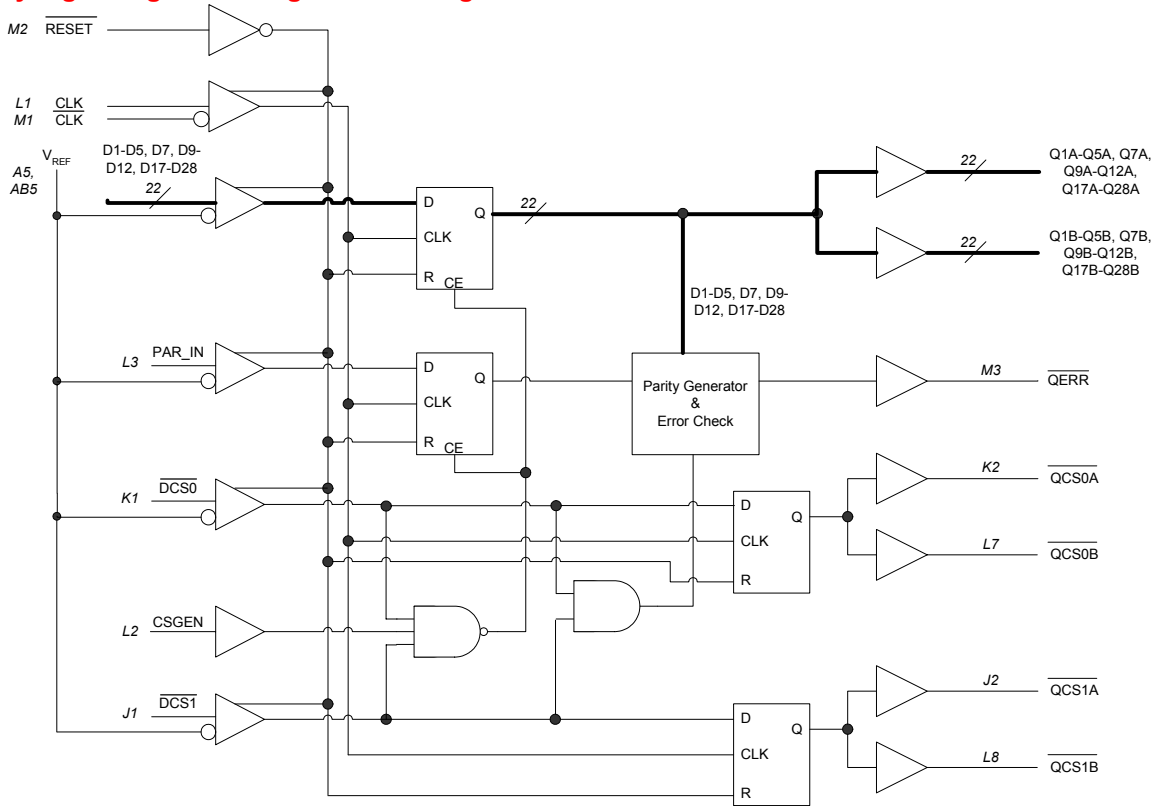 M2 RESET
L1 CLK
M1 CLK
VREF
A5,
AB5
D1-D5, D7, D9-
D12, D17-D28
22
D
Q
CLK
R
CE
22
22
Q1A-Q5A, Q7A,
Q9A-Q12A,
Q17A-Q28A
22
Q1B-Q5B, Q7B,
Q9B-Q12B,
Q17B-Q28B
D1-D5, D7, D9-
D12, D17-D28
L3 PAR_IN
D
Q
CLK
R
CE
Parity Generator
&
Error Check
M3 QERR
K1 DCS0
D
Q
CLK
R
K2 QCS0A
L7 QCS0B
L2 CSGEN
J1 DCS1
D
Q
CLK
R
J2 QCS1A
L8 QCS1B